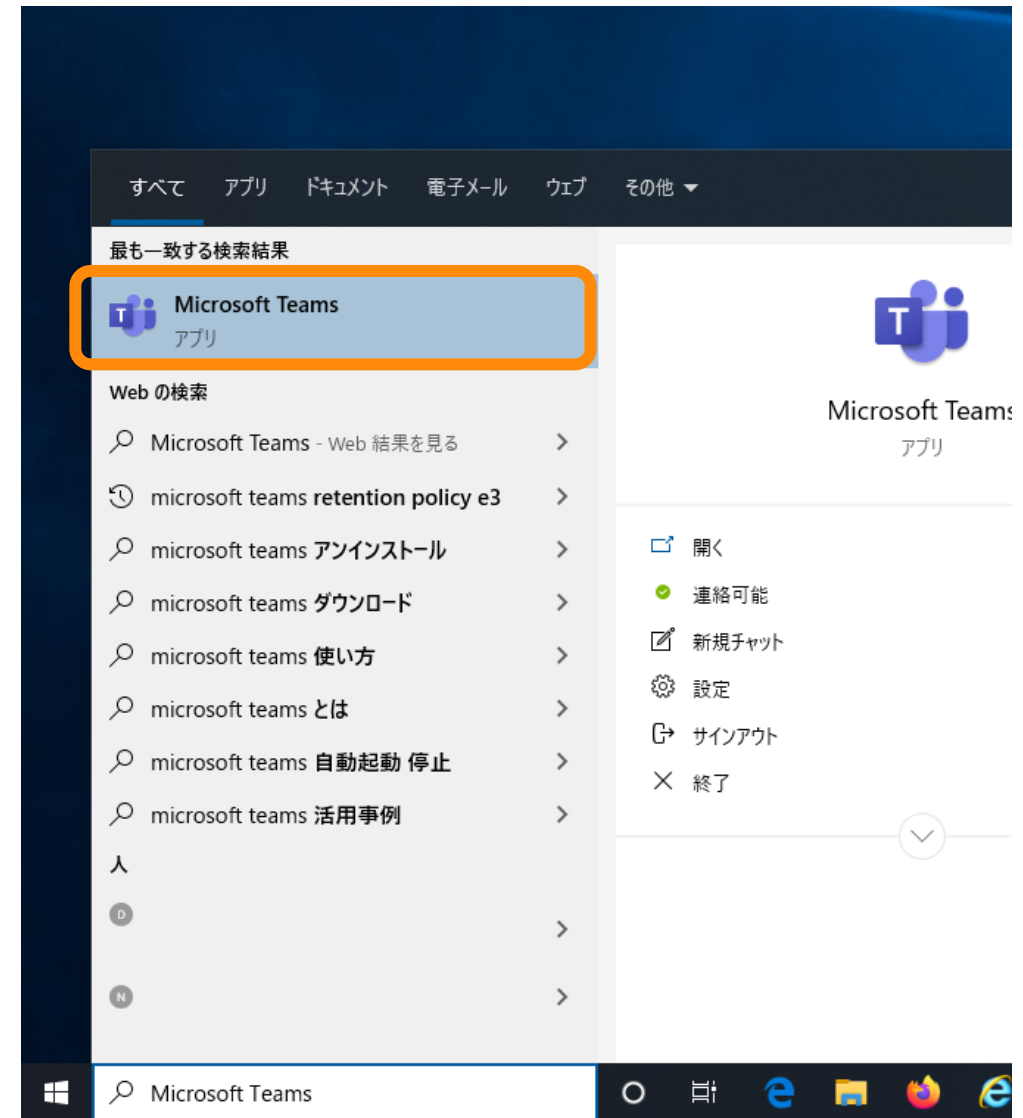 すべて アプリ ドキュメント 電子メール ウェブ その他
最も一致する検索結果
Microsoft Teams
アプリ
Web の検索
Microsoft Teams - Web 結果を見る
microsoft teams retention policy e3
microsoft teams アンインストール
microsoft teams ダウンロード
microsoft teams 使い方
microsoft teams とは
microsoft teams 自動起動 停止
microsoft teams 活用事例
人
D
N
Microsoft Teams
T
Microsoft Teams
アプリ
開く
連絡可能
新規チャット
設定
サインアウト
終了